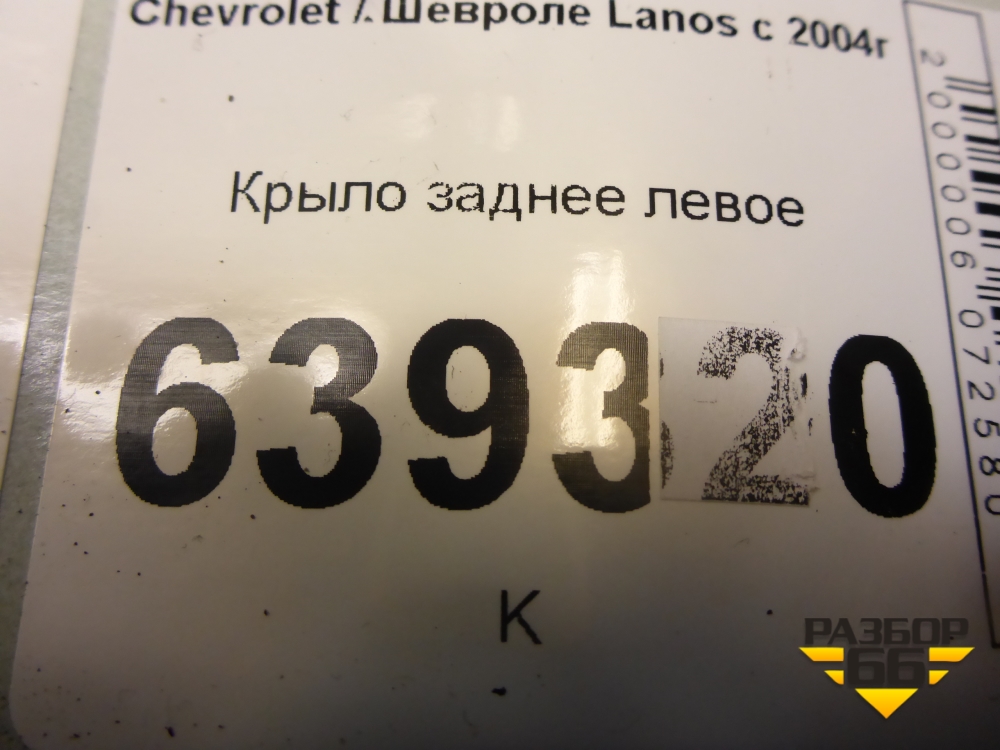 Chevrolet /. Шевроле Lanos с 2004г
Крыло заднее левое
639320
К
2000006072580
РАЗБОР
66